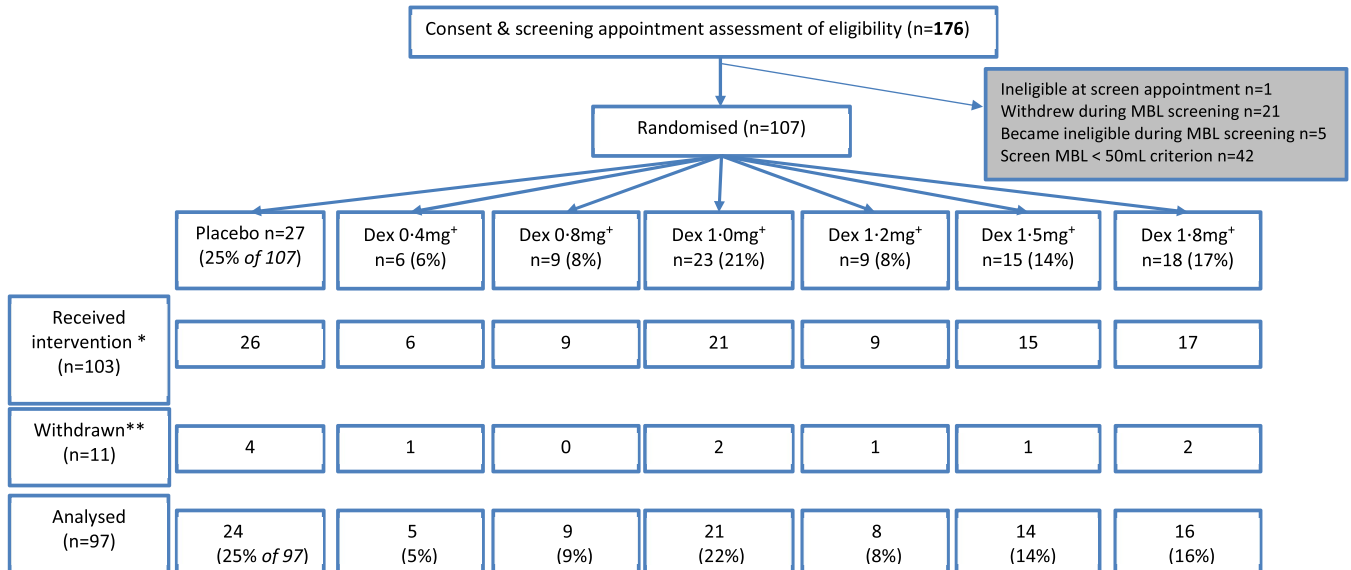 Consent & screening appointment assessment of eligibility (n=176)
Ineligible at screen appointment n=1
Withdrew during MBL screening n=21
Became ineligible during MBL screening n=5
Screen MBL < 50mL criterion n=42
Randomised (n=107)
Placebo n=27
(25% of 107)
Dex 0·4mg⁺
n=6 (6%)
Dex 0·8mg⁺
n=9 (8%)
Dex 1·0mg⁺
n=23 (21%)
Dex 1·2mg⁺
n=9 (8%)
Dex 1·5mg⁺
n=15 (14%)
Dex 1·8mg⁺
n=18 (17%)
Received
intervention *
(n=103)
26
6
9
21
9
15
17
Withdrawn**
(n=11)
4
1
0
2
1
1
2
Analysed
(n=97)
24
(25% of 97)
5
(5%)
9
(9%)
21
(22%)
8
(8%)
14
(14%)
16
(16%)